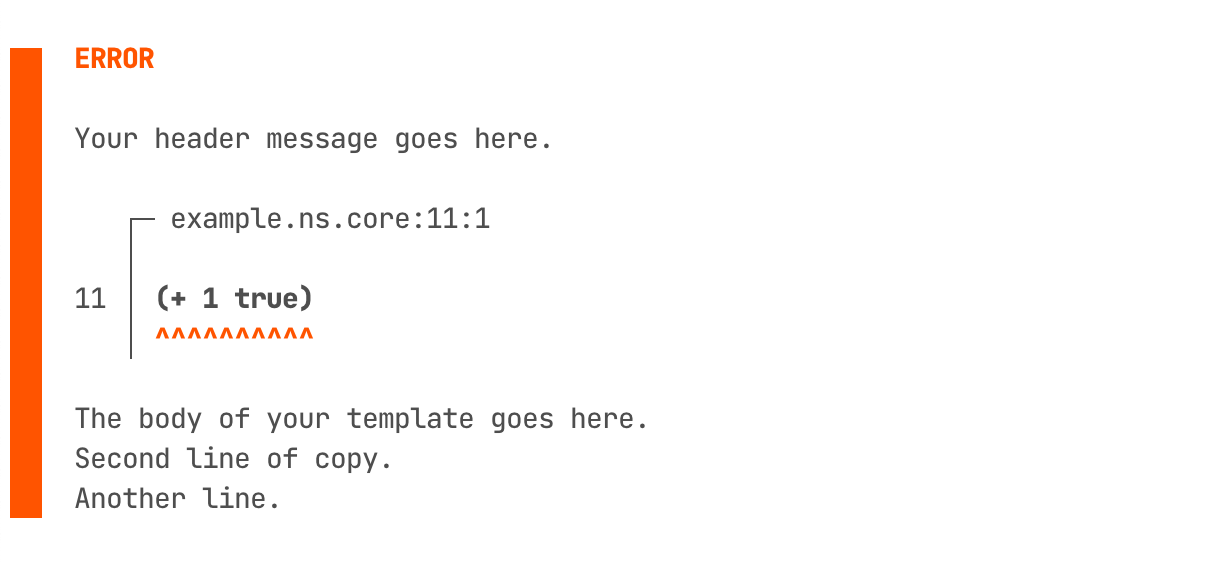 ERROR
Your header message goes here.
example.ns.core:11:1
11 (+ 1 true)
^^^^^^^^^^
The body of your template goes here.
Second line of copy.
Another line.